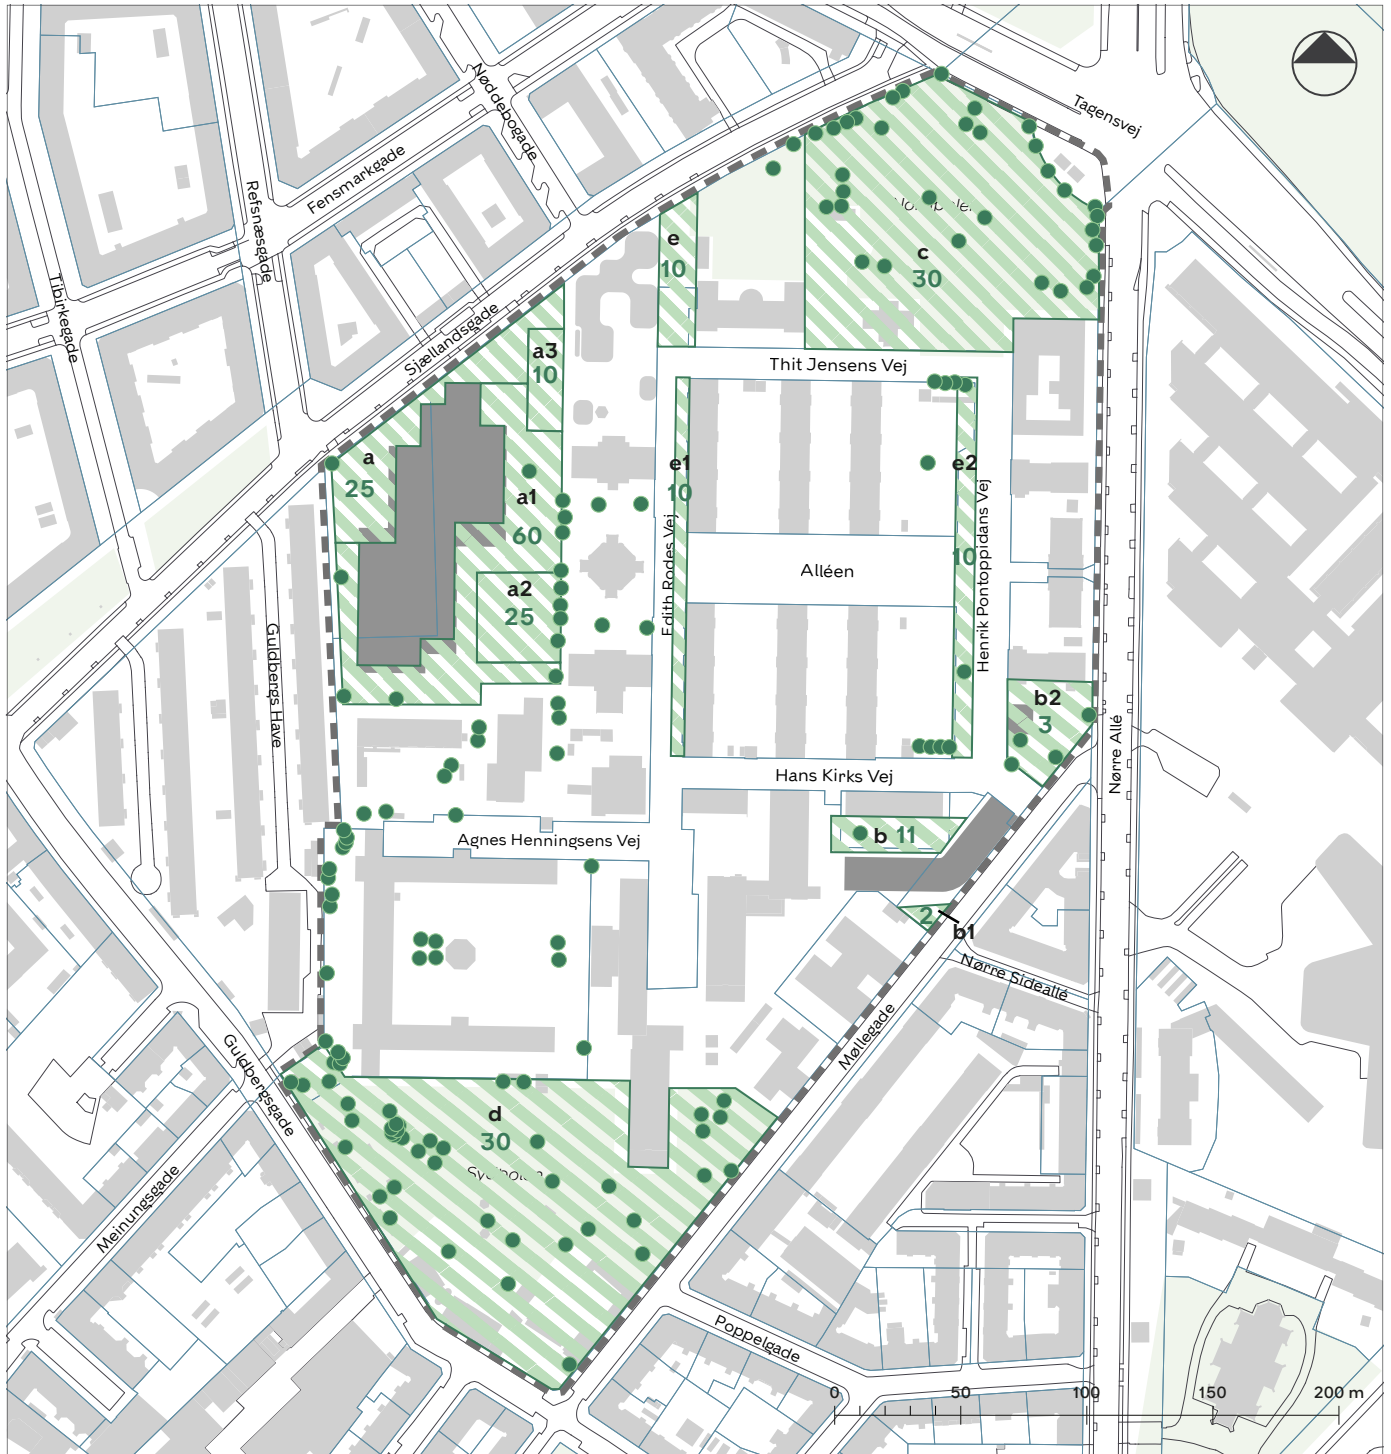 Tagensvej
Nøddebogade
Fensmarkgade
Refsnæsgade
Tibirkegade
Sjællandsgade
e
10
c
30
a3
10
Thit Jensens Vej
a
25
a1
60
e1
10
e2
10
Edith Rodes Vej
Henrik Pontoppidans Vej
Alléen
a2
25
Guldbergs Have
b2
3
Nørre Allé
Hans Kirks Vej
Agnes Henningsens Vej
b 11
2
b1
Nørre Sideallé
Møllegade
Guldbergsgade
d
30
Meinungsgade
Poppelgade
0 50 100 150 200 m